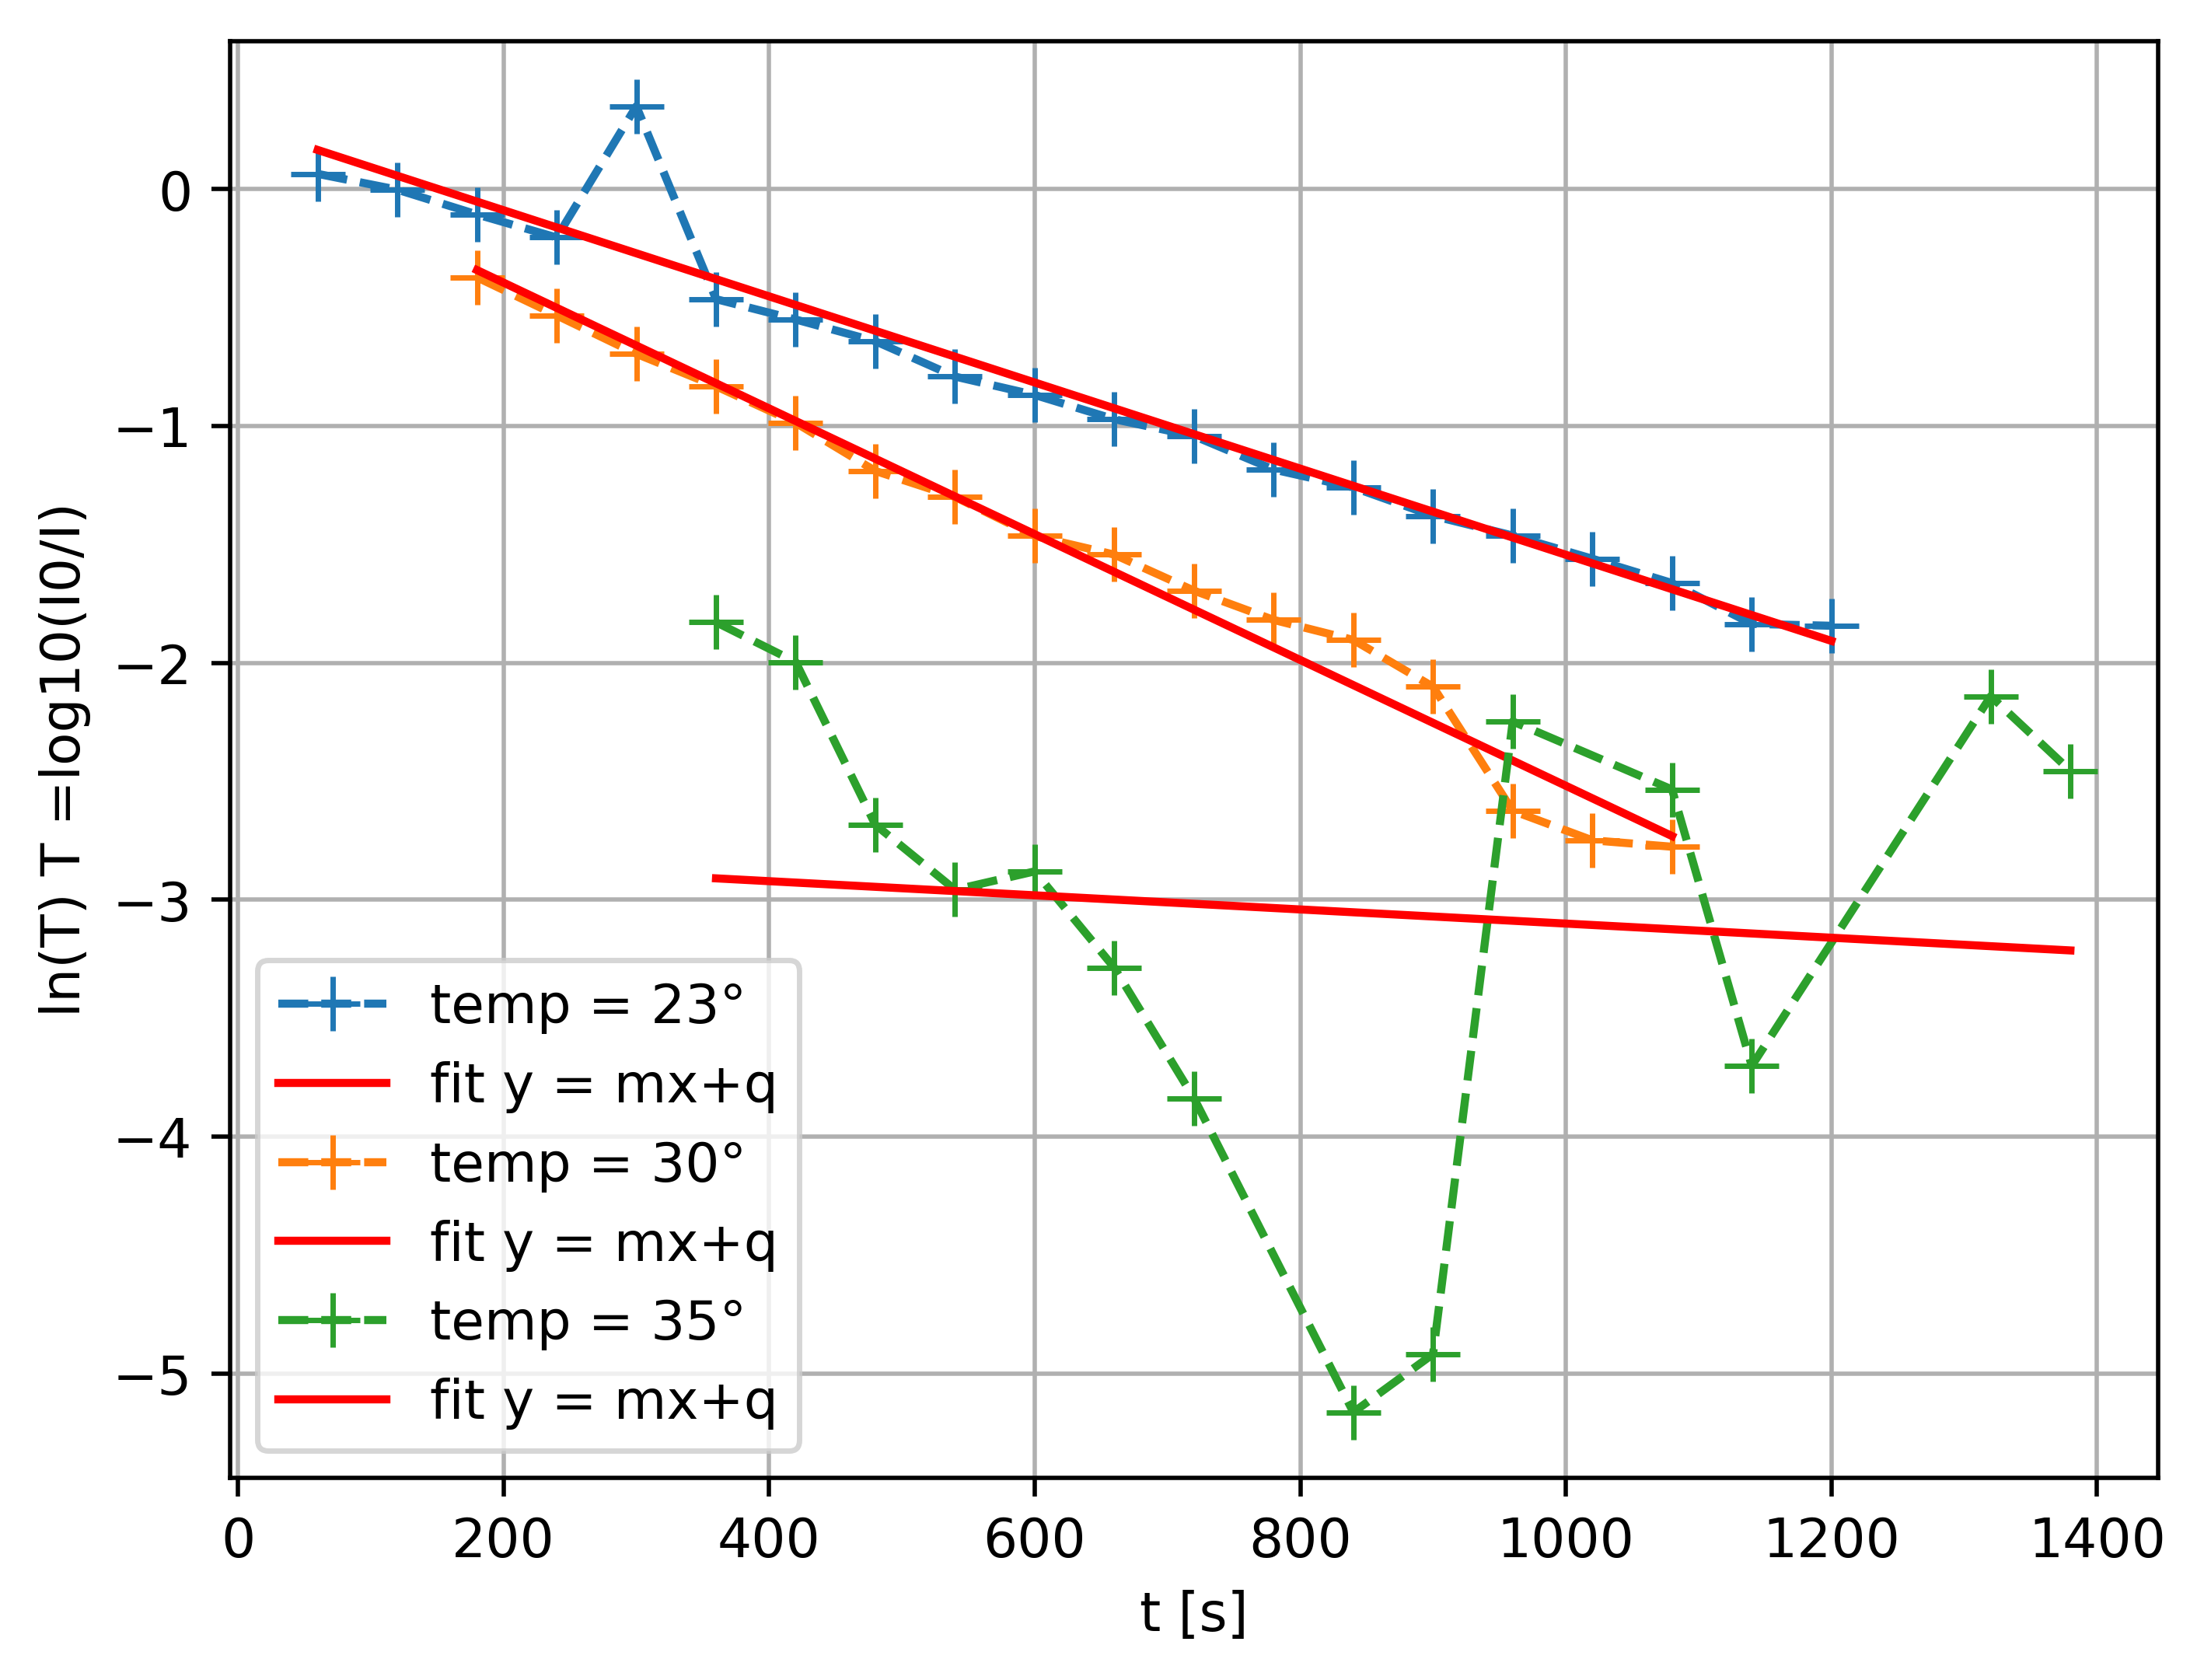 ln(T) T =log10(I0/I)
0
−1
−2
−3
−4
−5
temp = 23°
fit y = mx+q
temp = 30°
fit y = mx+q
temp = 35°
fit y = mx+q
0 200 400 600 800 1000 1200 1400
t [s]